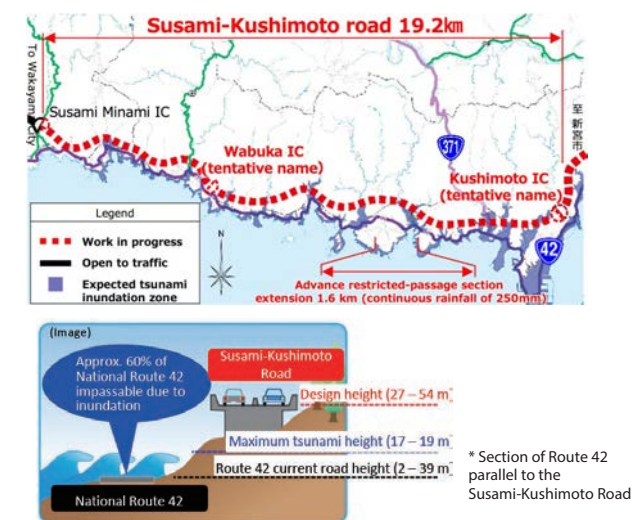 Susami-Kushimoto road 19.2㎞
To Wakayama City
Susami Minami IC
Wabuka IC
(tentative name)
371
Kushimoto IC
(tentative name)
至 新宮市
42
Legend
Work in progress
Open to traffic
Expected tsunami
inundation zone
N
Advance restricted-passage section
extension 1.6 km (continuous rainfall of 250mm)
(Image)
Approx. 60% of
National Route 42
impassable due to
inundation
Susami-Kushimoto
Road
Design height (27 – 54 m)
Maximum tsunami height (17 – 19 m)
Route 42 current road height (2 – 39 m)
National Route 42
* Section of Route 42
parallel to the
Susami-Kushimoto Road